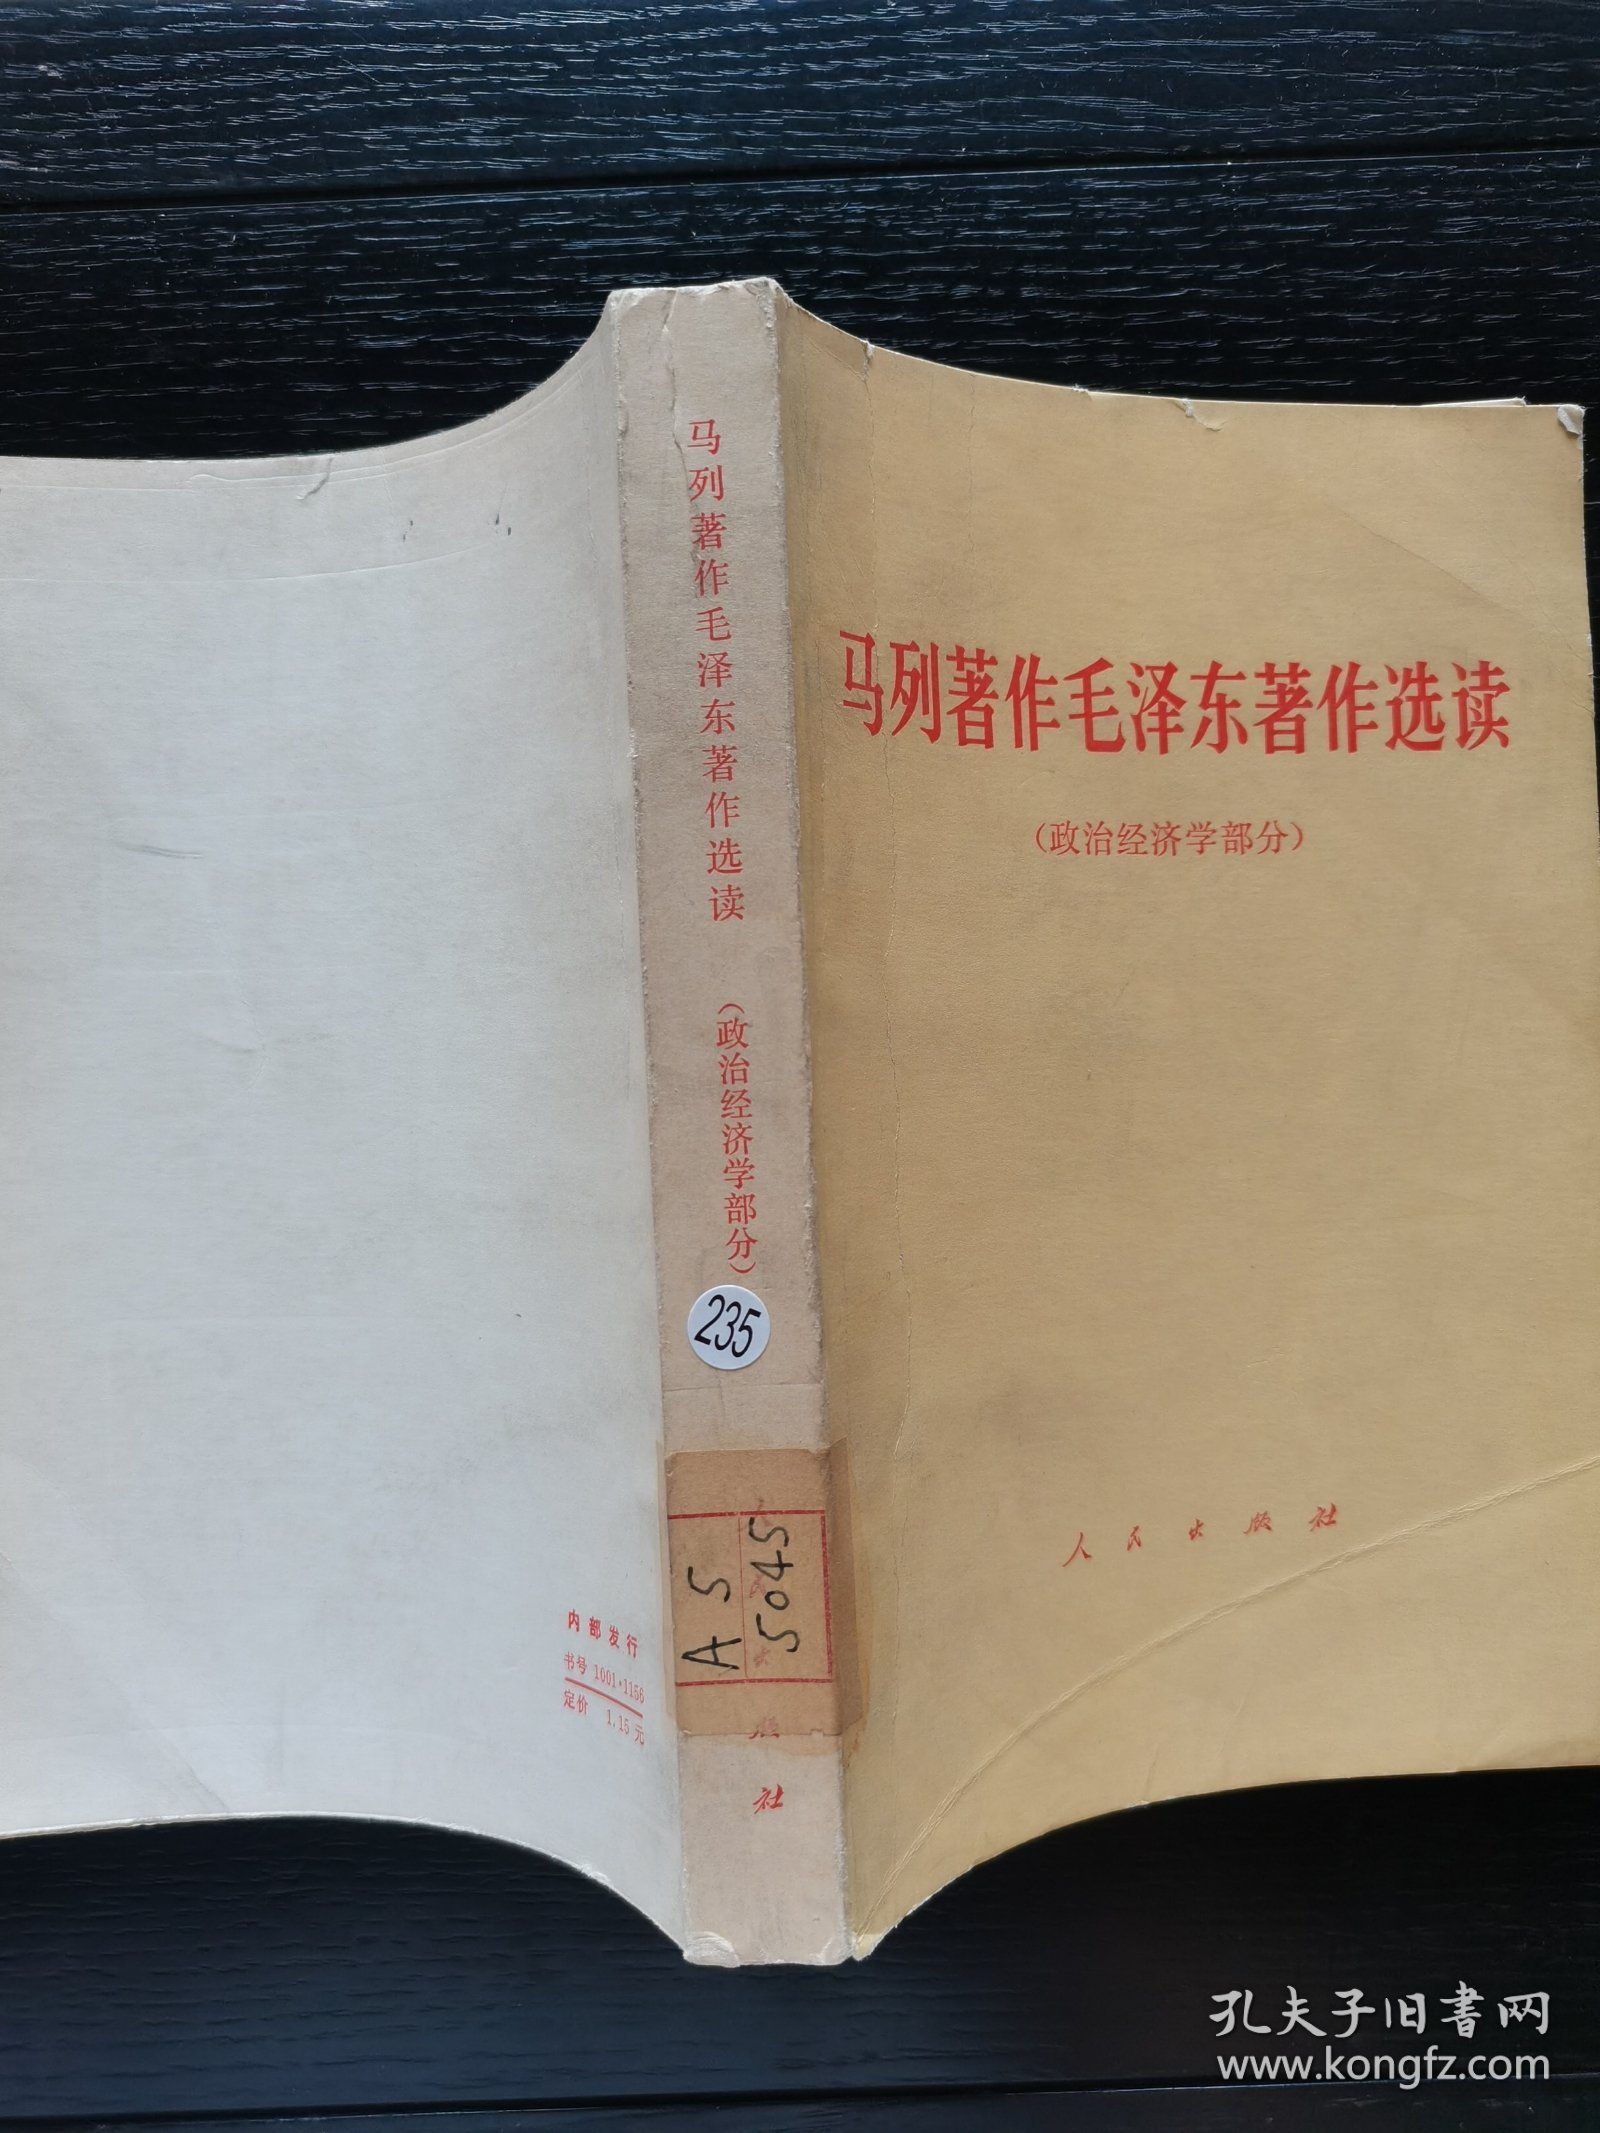 马列著作毛泽东著作选读
（政治经济学部分）
人民出版社
马列著作毛泽东著作选读
（政治经济学部分）
235
A5
5045
版社
内部发行
书号 1001·1156
定价 1.15元
孔夫子旧书网
www.kongfz.com